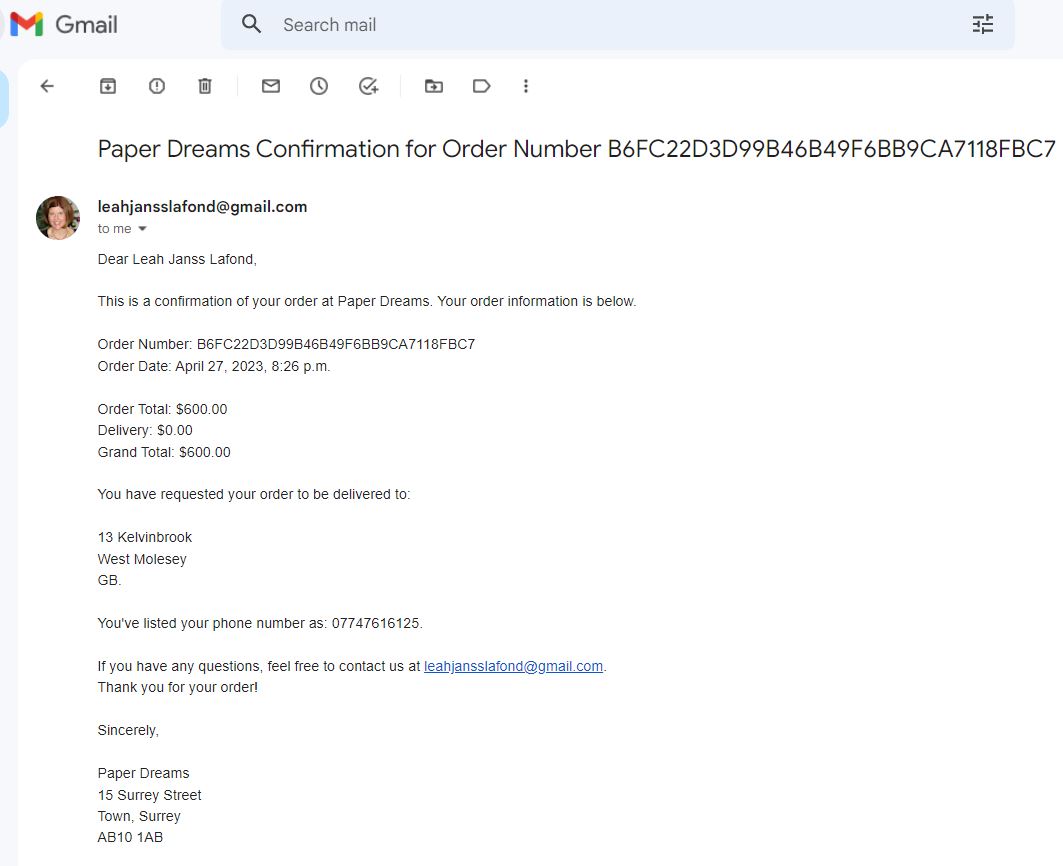 Gmail
Search mail
Paper Dreams Confirmation for Order Number B6FC22D3D99B46B49F6BB9CA7118FBC7
leahjansslafond@gmail.com
to me
Dear Leah Janss Lafond,
This is a confirmation of your order at Paper Dreams. Your order information is below.
Order Number: B6FC22D3D99B46B49F6BB9CA7118FBC7
Order Date: April 27, 2023, 8:26 p.m.
Order Total: $600.00
Delivery: $0.00
Grand Total: $600.00
You have requested your order to be delivered to:
13 Kelvinbrook
West Molesey
GB.
You've listed your phone number as: 07747616125.
If you have any questions, feel free to contact us at leahjansslafond@gmail.com.
Thank you for your order!
Sincerely,
Paper Dreams
15 Surrey Street
Town, Surrey
AB10 1AB